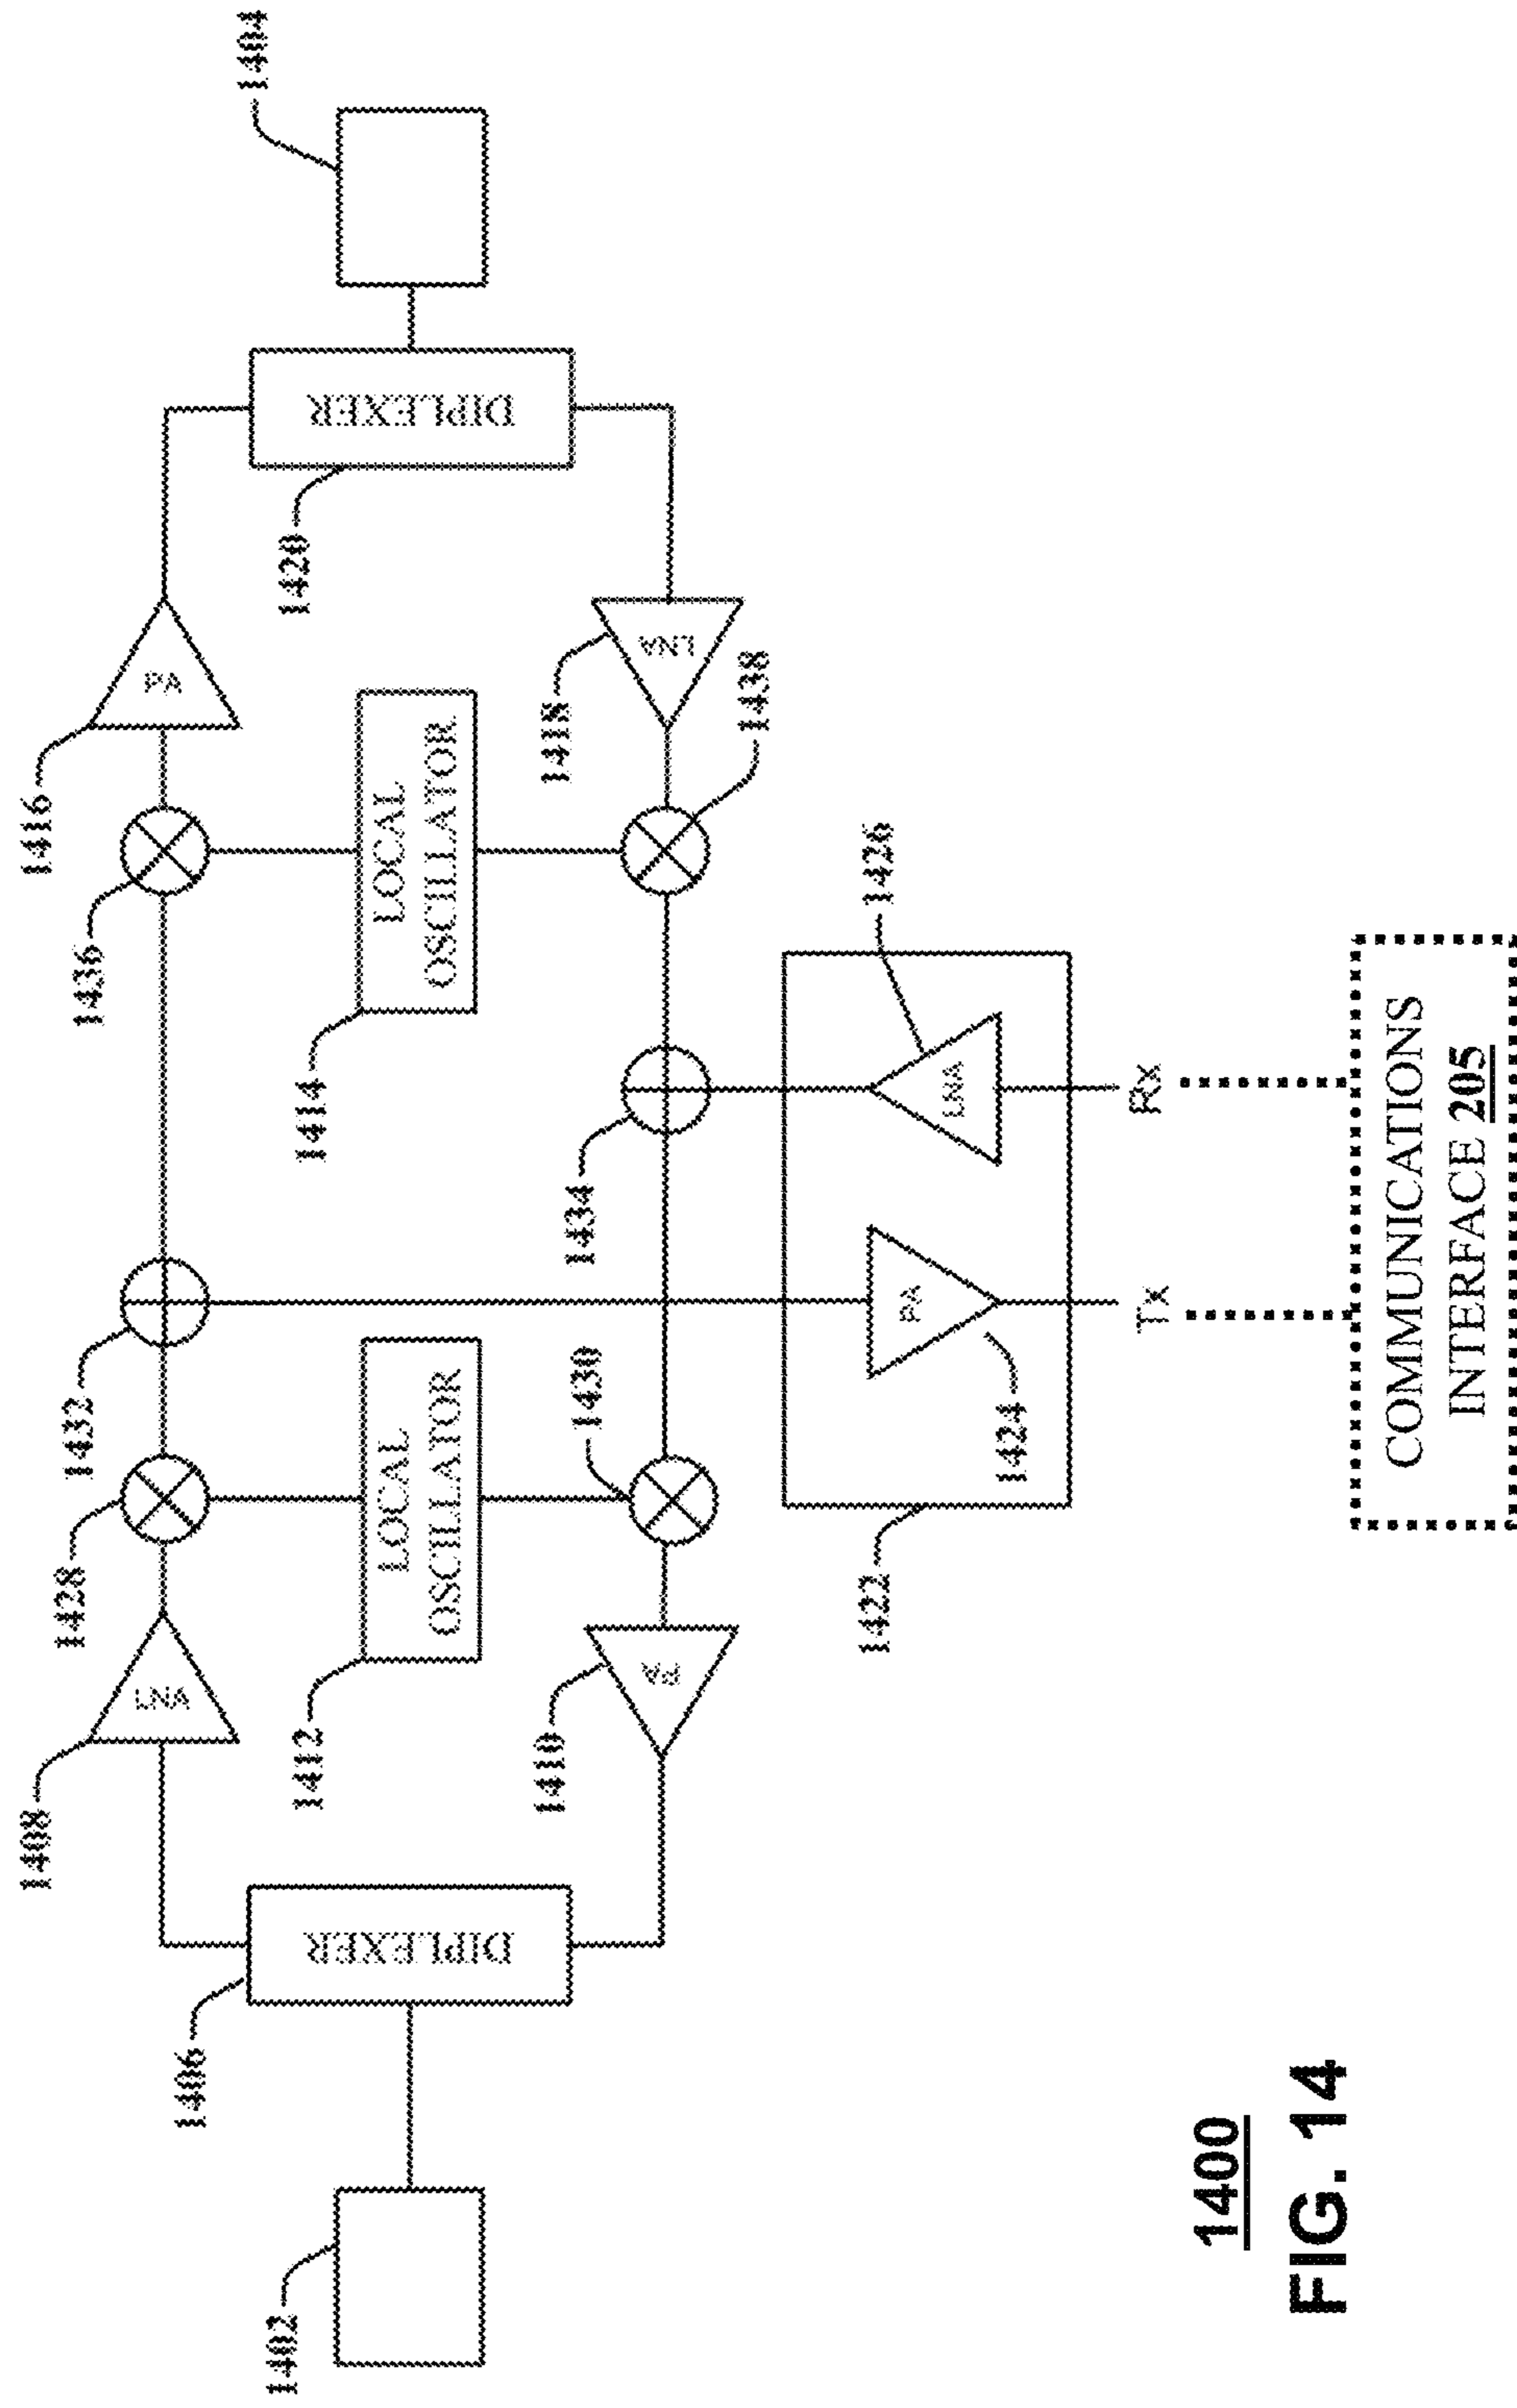 1416
PA
1436
1432
1428
1408
LNA
1404
1420
DIPLEXER
1414
LOCAL
OSCILLATOR
1412
LOCAL
OSCILLATOR
1406
DIPLEXER
1402
1418
LNA
1438
1434
1430
1410
PA
1426
LNA
PA
1424
1422
Rx
Tx
COMMUNICATIONS
INTERFACE 205
1400
FIG. 14